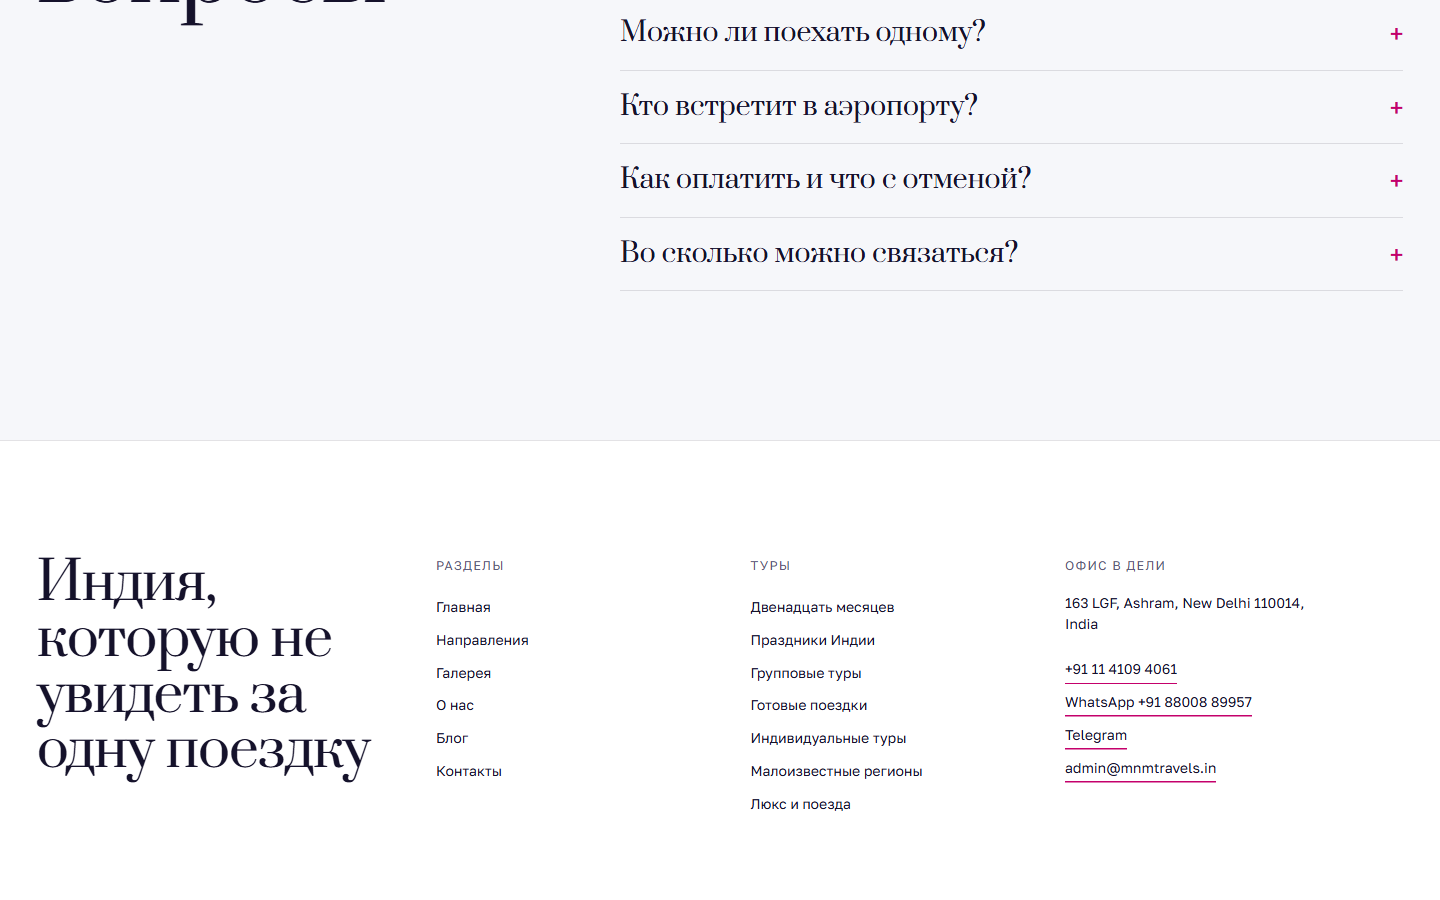 Можно ли поехать одному?
+
Кто встретит в аэропорту?
+
Как оплатить и что с отменой?
+
Во сколько можно связаться?
+
Индия,
которую не
увидеть за
одну поездку
РАЗДЕЛЫ
Главная
Направления
Галерея
О нас
Блог
Контакты
ТУРЫ
Двенадцать месяцев
Праздники Индии
Групповые туры
Готовые поездки
Индивидуальные туры
Малоизвестные регионы
Люкс и поезда
ОФИС В ДЕЛИ
163 LGF, Ashram, New Delhi 110014,
India
+91 11 4109 4061
WhatsApp +91 88008 89957
Telegram
admin@mnmtravels.in